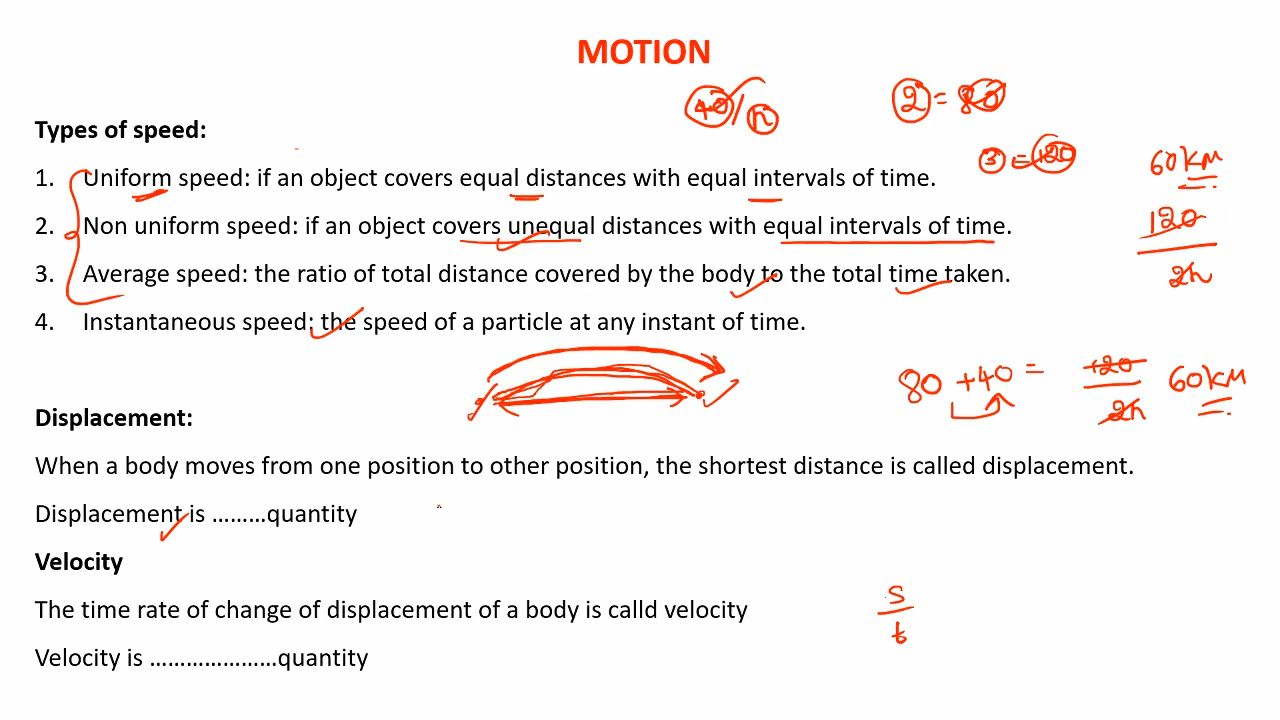 MOTION
40/h
2 = 80
Types of speed:
3 = 120
60KM
1. Uniform speed: if an object covers equal distances with equal intervals of time.
2. Non uniform speed: if an object covers unequal distances with equal intervals of time.
120
3. Average speed: the ratio of total distance covered by the body to the total time taken.
2h
4. Instantaneous speed: the speed of a particle at any instant of time.
80 +40 = 120 60KM
2h
Displacement:
When a body moves from one position to other position, the shortest distance is called displacement.
Displacement is ………quantity
Velocity
S
The time rate of change of displacement of a body is calld velocity
t
Velocity is …………………quantity